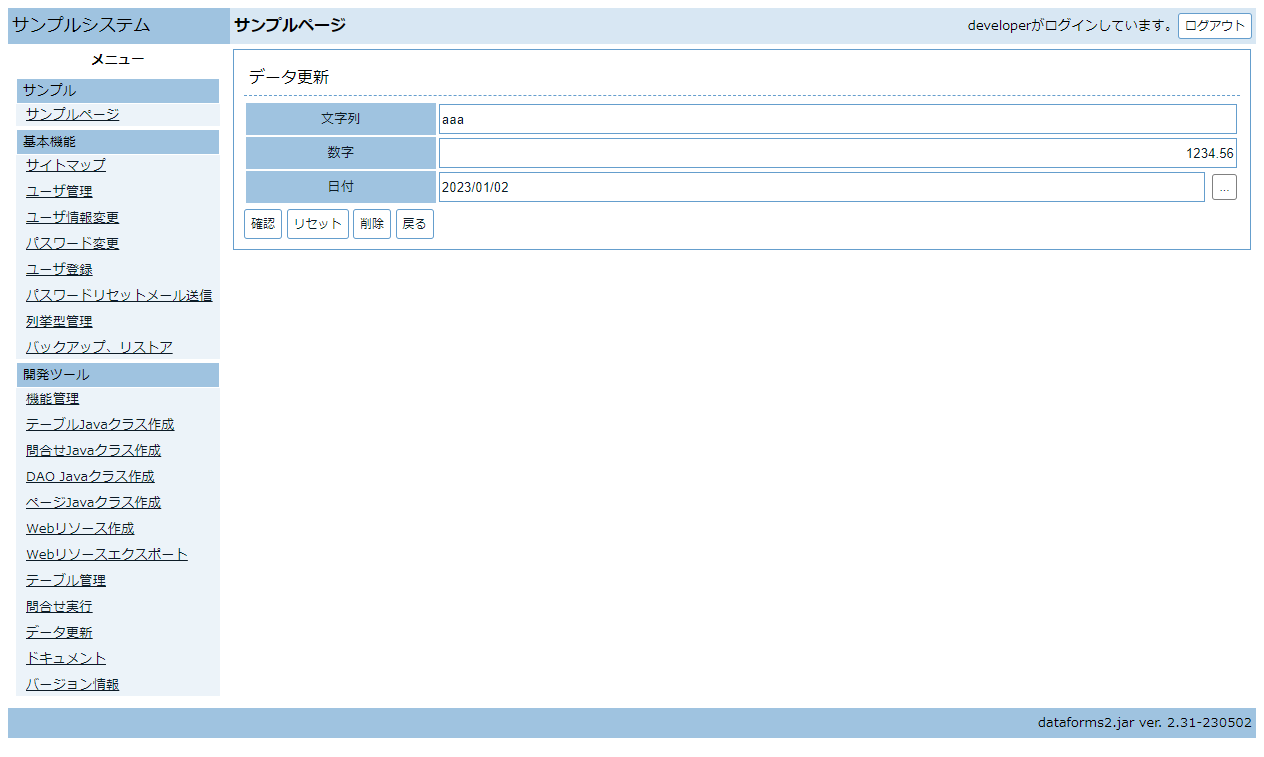 サンプルシステム
サンプルページ
developerがログインしています。 ログアウト
メニュー
サンプル
サンプルページ
基本機能
サイトマップ
ユーザ管理
ユーザ情報変更
パスワード変更
ユーザ登録
パスワードリセットメール送信
列挙型管理
バックアップ、リストア
開発ツール
機能管理
テーブルJavaクラス作成
問合せJavaクラス作成
DAO Javaクラス作成
ページJavaクラス作成
Webリソース作成
Webリソースエクスポート
テーブル管理
問合せ実行
データ更新
ドキュメント
バージョン情報
データ更新
文字列 aaa
数字 1234.56
日付 2023/01/02 ...
確認 リセット 削除 戻る
dataforms2.jar ver. 2.31-230502